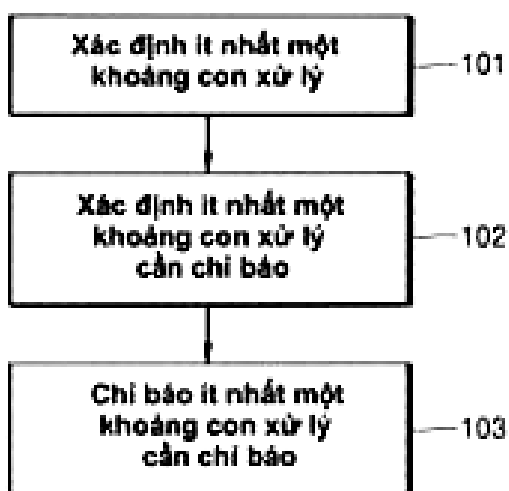 Xác định ít nhất một
khoảng con xử lý
101
Xác định ít nhất một
khoảng con xử lý
cần chỉ báo
102
Chỉ báo ít nhất một
khoảng con xử lý
cần chỉ báo
103